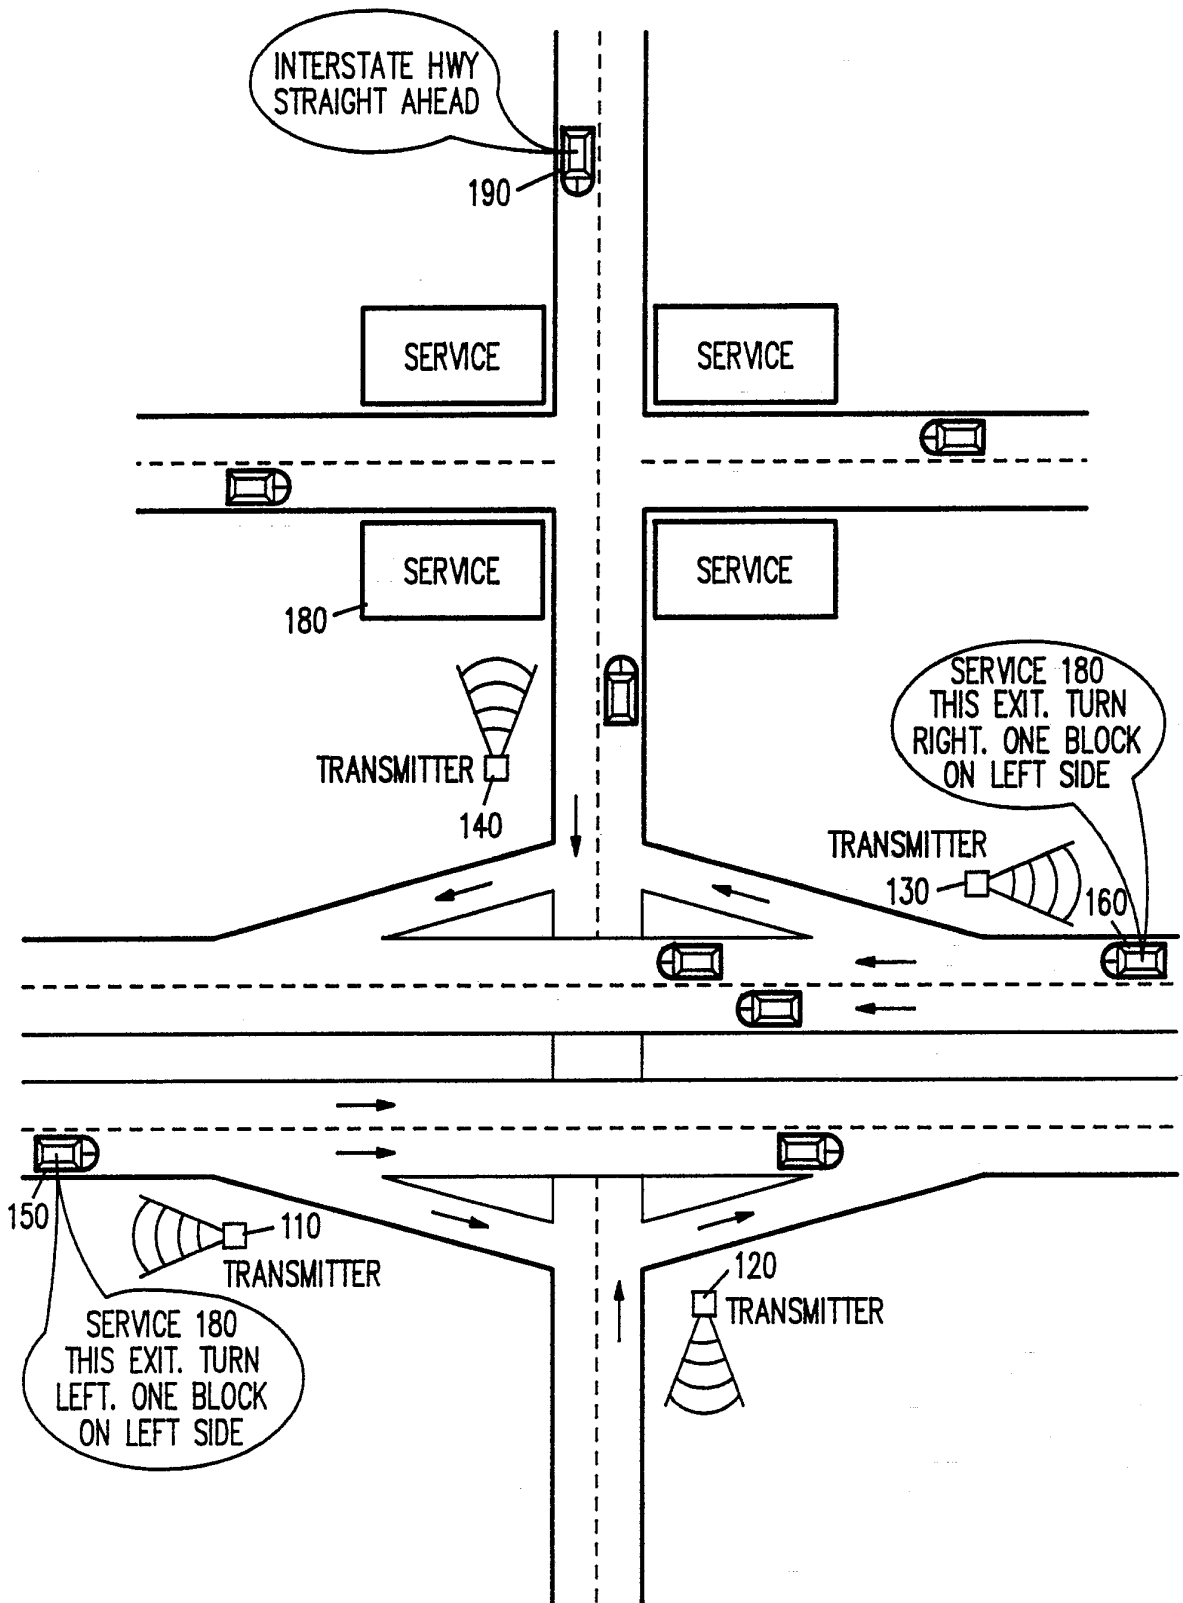 INTERSTATE HWY
STRAIGHT AHEAD
190
SERVICE
SERVICE
SERVICE
SERVICE
180
SERVICE 180
THIS EXIT. TURN
RIGHT. ONE BLOCK
ON LEFT SIDE
TRANSMITTER
140
TRANSMITTER
130
160
150
110
TRANSMITTER
120
TRANSMITTER
SERVICE 180
THIS EXIT. TURN
LEFT. ONE BLOCK
ON LEFT SIDE